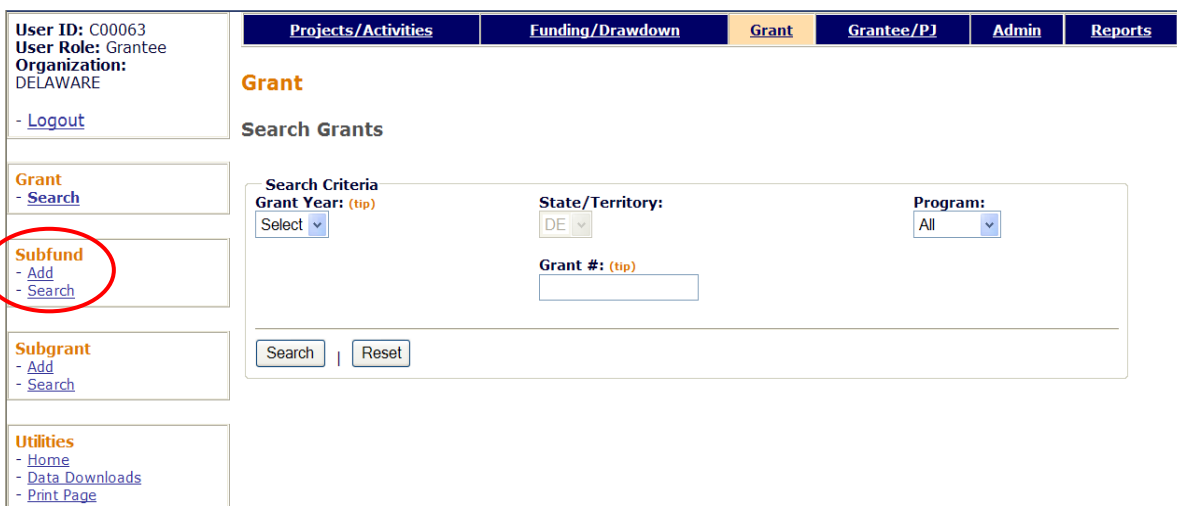 User ID: C00063
User Role: Grantee
Organization:
DELAWARE
- Logout
Projects/Activities Funding/Drawdown Grant Grantee/PJ Admin Reports
Grant
Search Grants
Grant
- Search
Subfund
- Add
- Search
Subgrant
- Add
- Search
Utilities
- Home
- Data Downloads
- Print Page
Search Criteria
Grant Year: (tip) State/Territory: Program:
Select DE All
Grant #: (tip)
Search | Reset